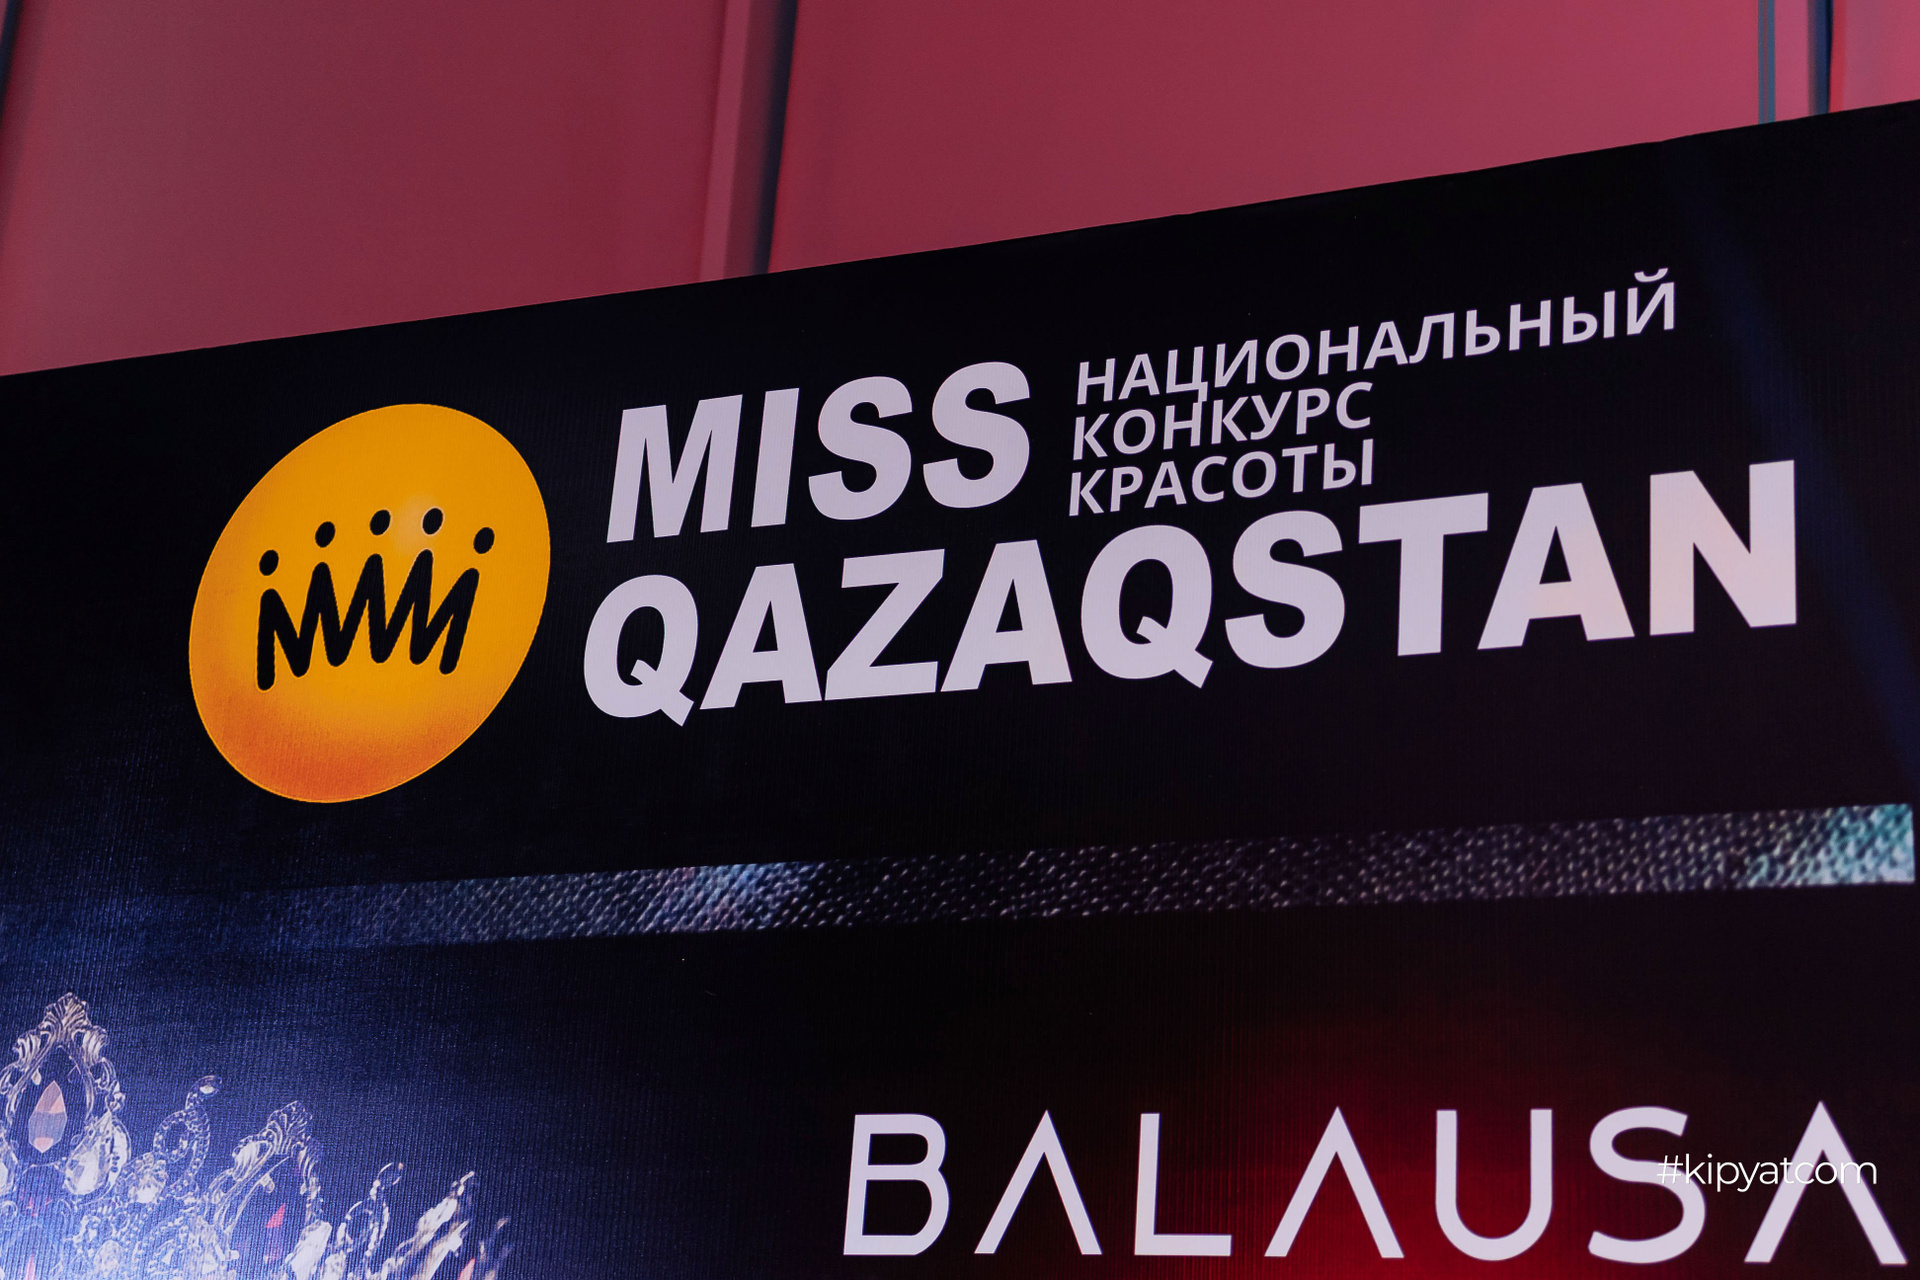 MISS
НАЦИОНАЛЬНЫЙ
КОНКУРС
КРАСОТЫ
QAZAQSTAN
BALAUSA
#kipyatcom